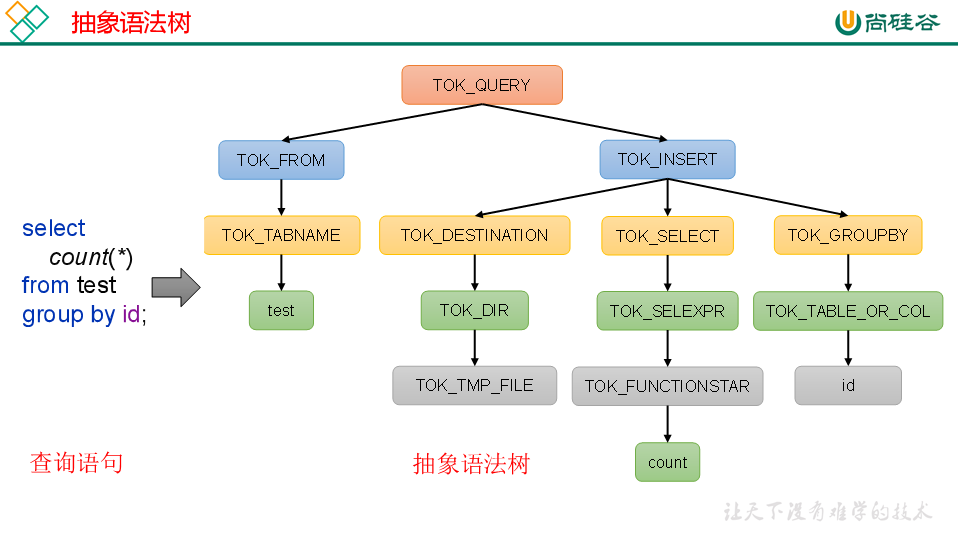 抽象语法树
尚硅谷
TOK_QUERY
TOK_FROM
TOK_INSERT
TOK_TABNAME
TOK_DESTINATION
TOK_SELECT
TOK_GROUPBY
select
count(*)
from test
group by id;
test
TOK_DIR
TOK_SELEXPR
TOK_TABLE_OR_COL
TOK_TMP_FILE
TOK_FUNCTIONSTAR
id
count
查询语句
抽象语法树
让天下没有难学的技术